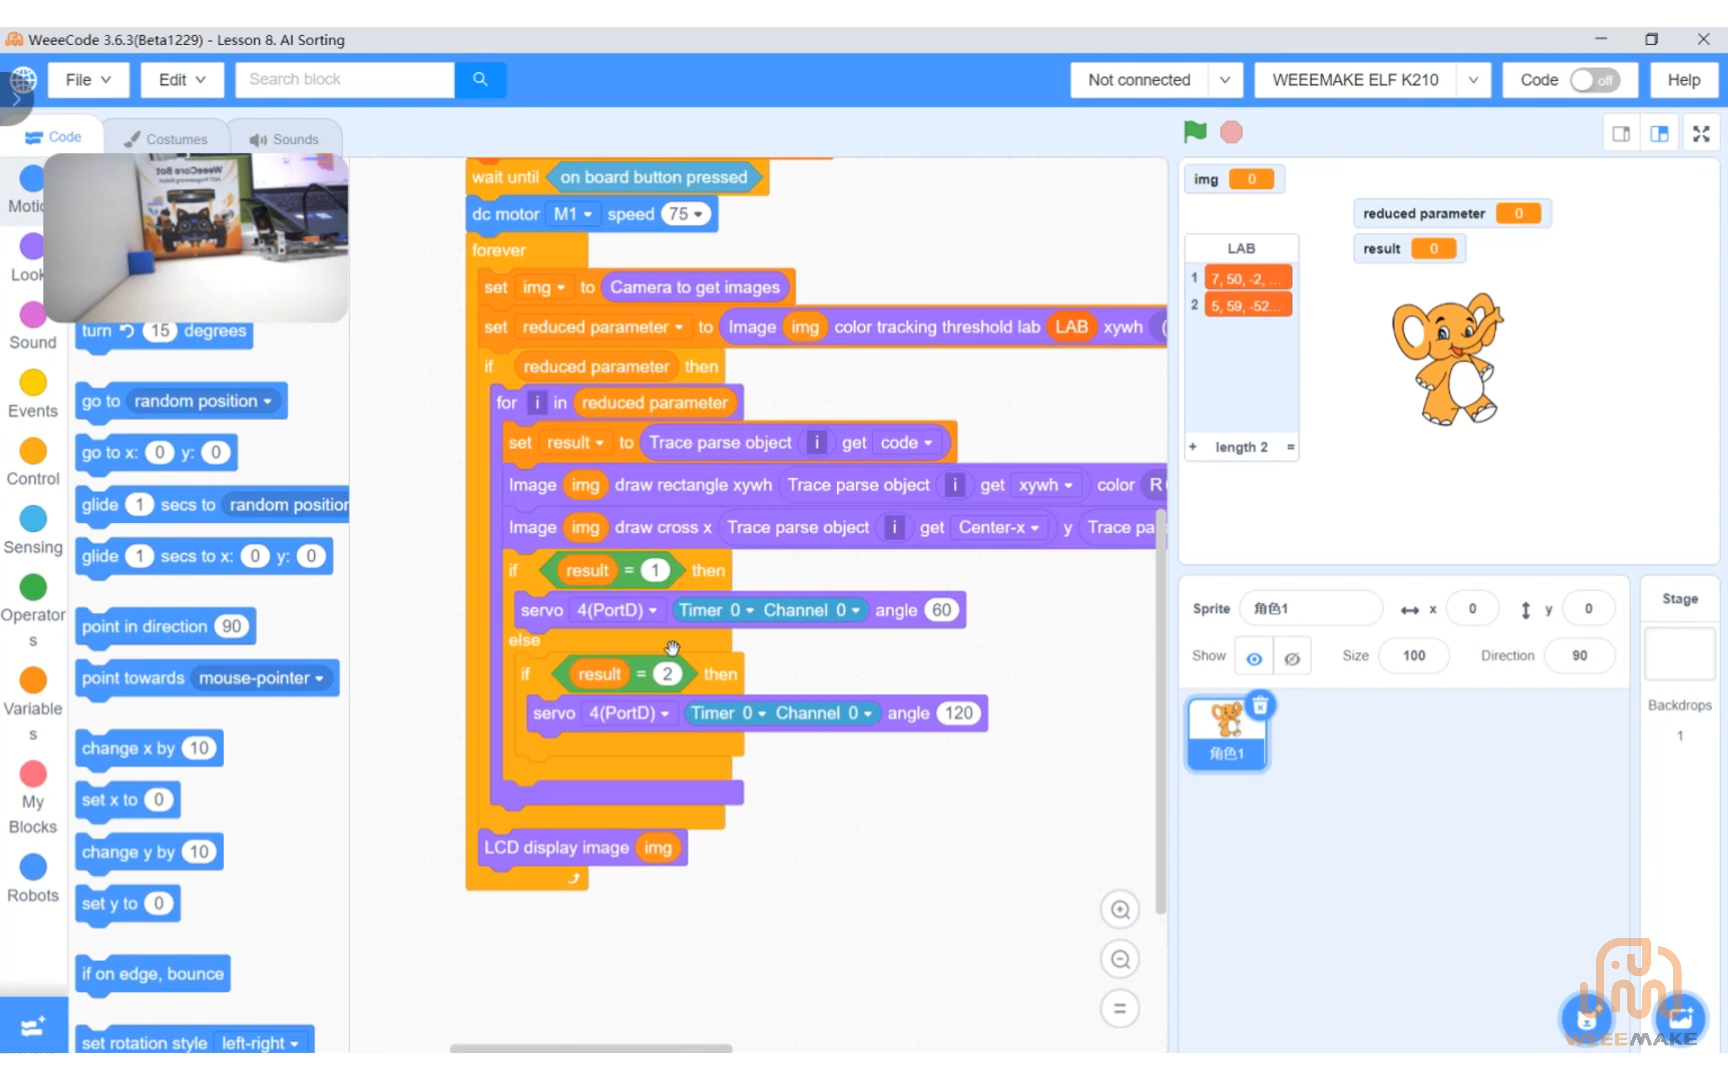 WeeeCode 3.6.3(Beta1229) - Lesson 8. AI Sorting
File
Edit
Search block
Not connected
WEEEMAKE ELF K210
Code
off
Help
Code
Costumes
Sounds
WeeeCore Bot
Motic
Look
Sound
Events
Control
Sensing
Operator
s
Variable
s
My
Blocks
Robots
turn 15 degrees
go to random position
go to x: 0 y: 0
glide 1 secs to random position
glide 1 secs to x: 0 y: 0
point in direction 90
point towards mouse-pointer
change x by 10
set x to 0
change y by 10
set y to 0
if on edge, bounce
set rotation style left-right
wait until on board button pressed
dc motor M1 speed 75
forever
set img to Camera to get images
set reduced parameter to Image img color tracking threshold lab LAB xywh (
if reduced parameter then
for i in reduced parameter
set result to Trace parse object i get code
Image img draw rectangle xywh Trace parse object i get xywh color R
Image img draw cross x Trace parse object i get Center-x y Trace pa
if result = 1 then
servo 4(PortD) Timer 0 Channel 0 angle 60
else
if result = 2 then
servo 4(PortD) Timer 0 Channel 0 angle 120
LCD display image img
img 0
reduced parameter 0
result 0
LAB
1 7, 50, -2, ...
2 5, 59, -52...
+ length 2 =
Sprite 角色1 x 0 y 0
Show Size 100 Direction 90
角色1
Stage
Backdrops
1
WEEEMAKE